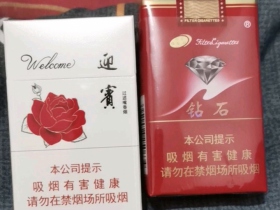 Welcome
迎
賓
本公司提示
吸烟有害健康
请勿在禁烟场所吸烟
FILTER CIGARETTES
Filter Cigarettes
®
钻石
本公司提示
吸烟有害健康
请勿在禁烟场所吸烟